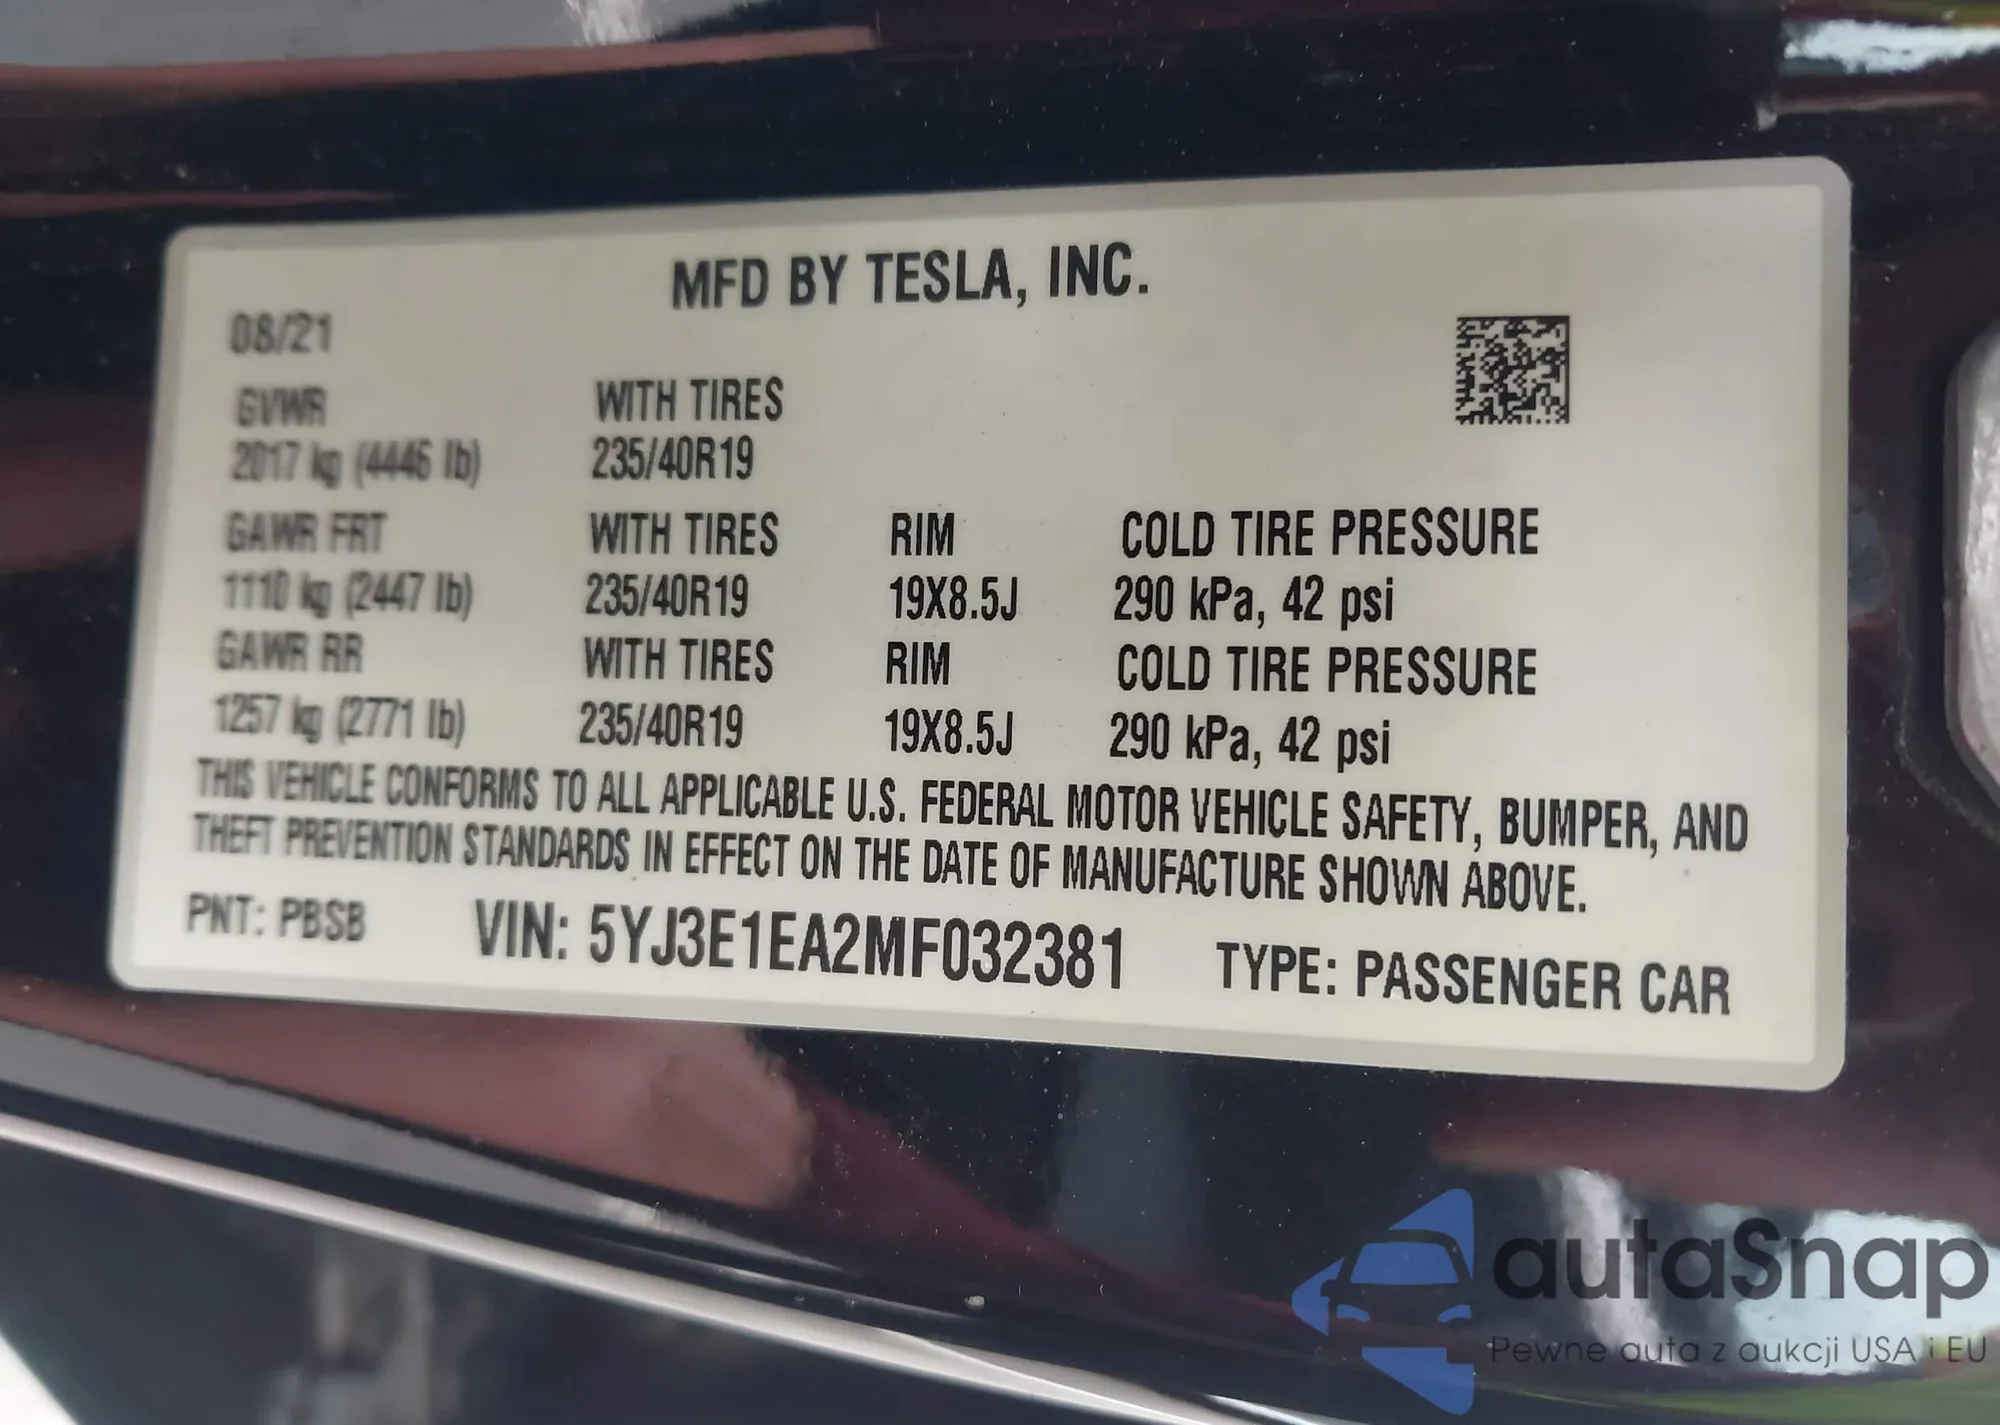 MFD BY TESLA, INC.
08/21
GVWR WITH TIRES
2017 kg (4446 lb) 235/40R19
GAWR FRT WITH TIRES RIM COLD TIRE PRESSURE
1110 kg (2447 lb) 235/40R19 19X8.5J 290 kPa, 42 psi
GAWR RR WITH TIRES RIM COLD TIRE PRESSURE
1257 kg (2771 lb) 235/40R19 19X8.5J 290 kPa, 42 psi
THIS VEHICLE CONFORMS TO ALL APPLICABLE U.S. FEDERAL MOTOR VEHICLE SAFETY, BUMPER, AND
THEFT PREVENTION STANDARDS IN EFFECT ON THE DATE OF MANUFACTURE SHOWN ABOVE.
PNT: PBSB VIN: 5YJ3E1EA2MF032381 TYPE: PASSENGER CAR
autaSnap
Pewne auta z aukcji USA i EU